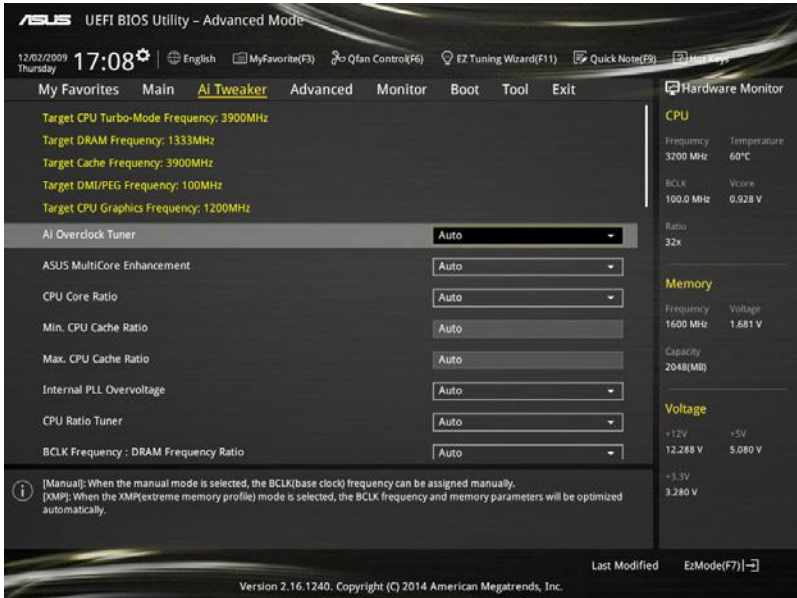 ASUS UEFI BIOS Utility – Advanced Mode
12/02/2009 Thursday 17:08 English MyFavorite(F3) Qfan Control(F6) EZ Tuning Wizard(F11) Quick Note(F9) Hot Keys
My Favorites Main Ai Tweaker Advanced Monitor Boot Tool Exit
Target CPU Turbo-Mode Frequency: 3900MHz
Target DRAM Frequency: 1333MHz
Target Cache Frequency: 3900MHz
Target DMI/PEG Frequency: 100MHz
Target CPU Graphics Frequency: 1200MHz
Ai Overclock Tuner Auto
ASUS MultiCore Enhancement Auto
CPU Core Ratio Auto
Min. CPU Cache Ratio Auto
Max. CPU Cache Ratio Auto
Internal PLL Overvoltage Auto
CPU Ratio Tuner Auto
BCLK Frequency : DRAM Frequency Ratio Auto
[Manual]: When the manual mode is selected, the BCLK(base clock) frequency can be assigned manually.
[XMP]: When the XMP(extreme memory profile) mode is selected, the BCLK frequency and memory parameters will be optimized
automatically.
Hardware Monitor
CPU
Frequency Temperature
3200 MHz 60°C
BCLK Vcore
100.0 MHz 0.928 V
Ratio
32x
Memory
Frequency Voltage
1600 MHz 1.681 V
Capacity
2048(MB)
Voltage
+12V +5V
12.288 V 5.080 V
+3.3V
3.280 V
Last Modified EzMode(F7)
Version 2.16.1240. Copyright (C) 2014 American Megatrends, Inc.